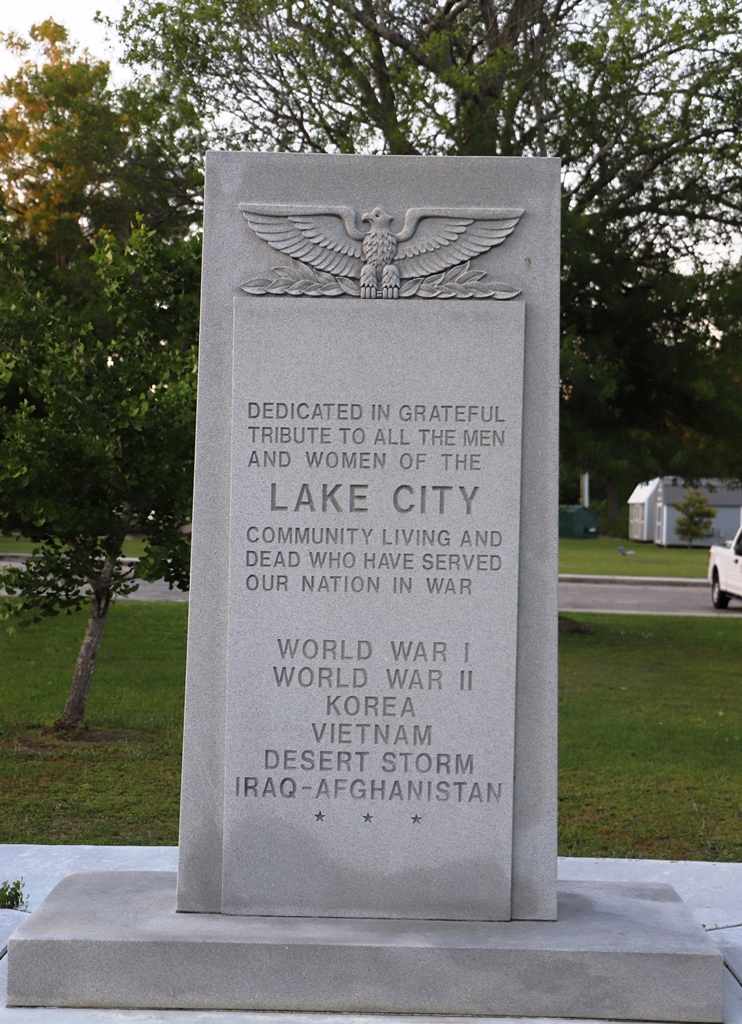 DEDICATED IN GRATEFUL
TRIBUTE TO ALL THE MEN
AND WOMEN OF THE
LAKE CITY
COMMUNITY LIVING AND
DEAD WHO HAVE SERVED
OUR NATION IN WAR
WORLD WAR I
WORLD WAR II
KOREA
VIETNAM
DESERT STORM
IRAQ-AFGHANISTAN